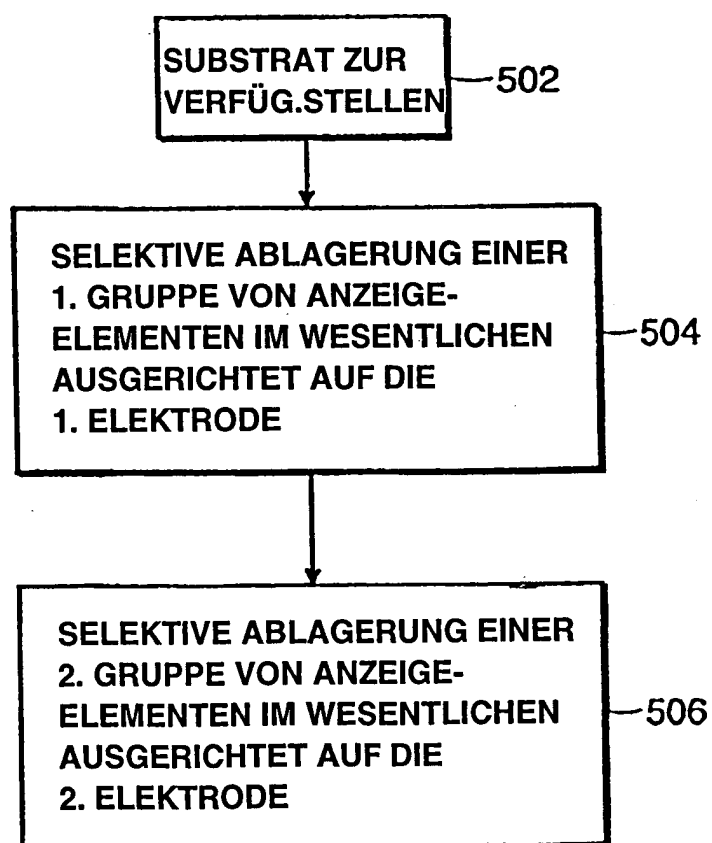 SUBSTRAT ZUR
VERFÜG.STELLEN
502
SELEKTIVE ABLAGERUNG EINER
1. GRUPPE VON ANZEIGE-
ELEMENTEN IM WESENTLICHEN
AUSGERICHTET AUF DIE
1. ELEKTRODE
504
SELEKTIVE ABLAGERUNG EINER
2. GRUPPE VON ANZEIGE-
ELEMENTEN IM WESENTLICHEN
AUSGERICHTET AUF DIE
2. ELEKTRODE
506